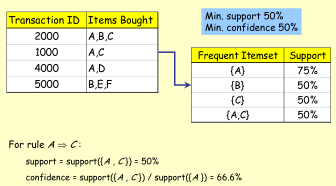 Transaction ID Items Bought
2000 A,B,C
1000 A,C
4000 A,D
5000 B,E,F
Min. support 50%
Min. confidence 50%
Frequent Itemset Support
{A} 75%
{B} 50%
{C} 50%
{A,C} 50%
For rule A ⇒ C:
support = support({A , C}) = 50%
confidence = support({A , C}) / support({A}) = 66.6%